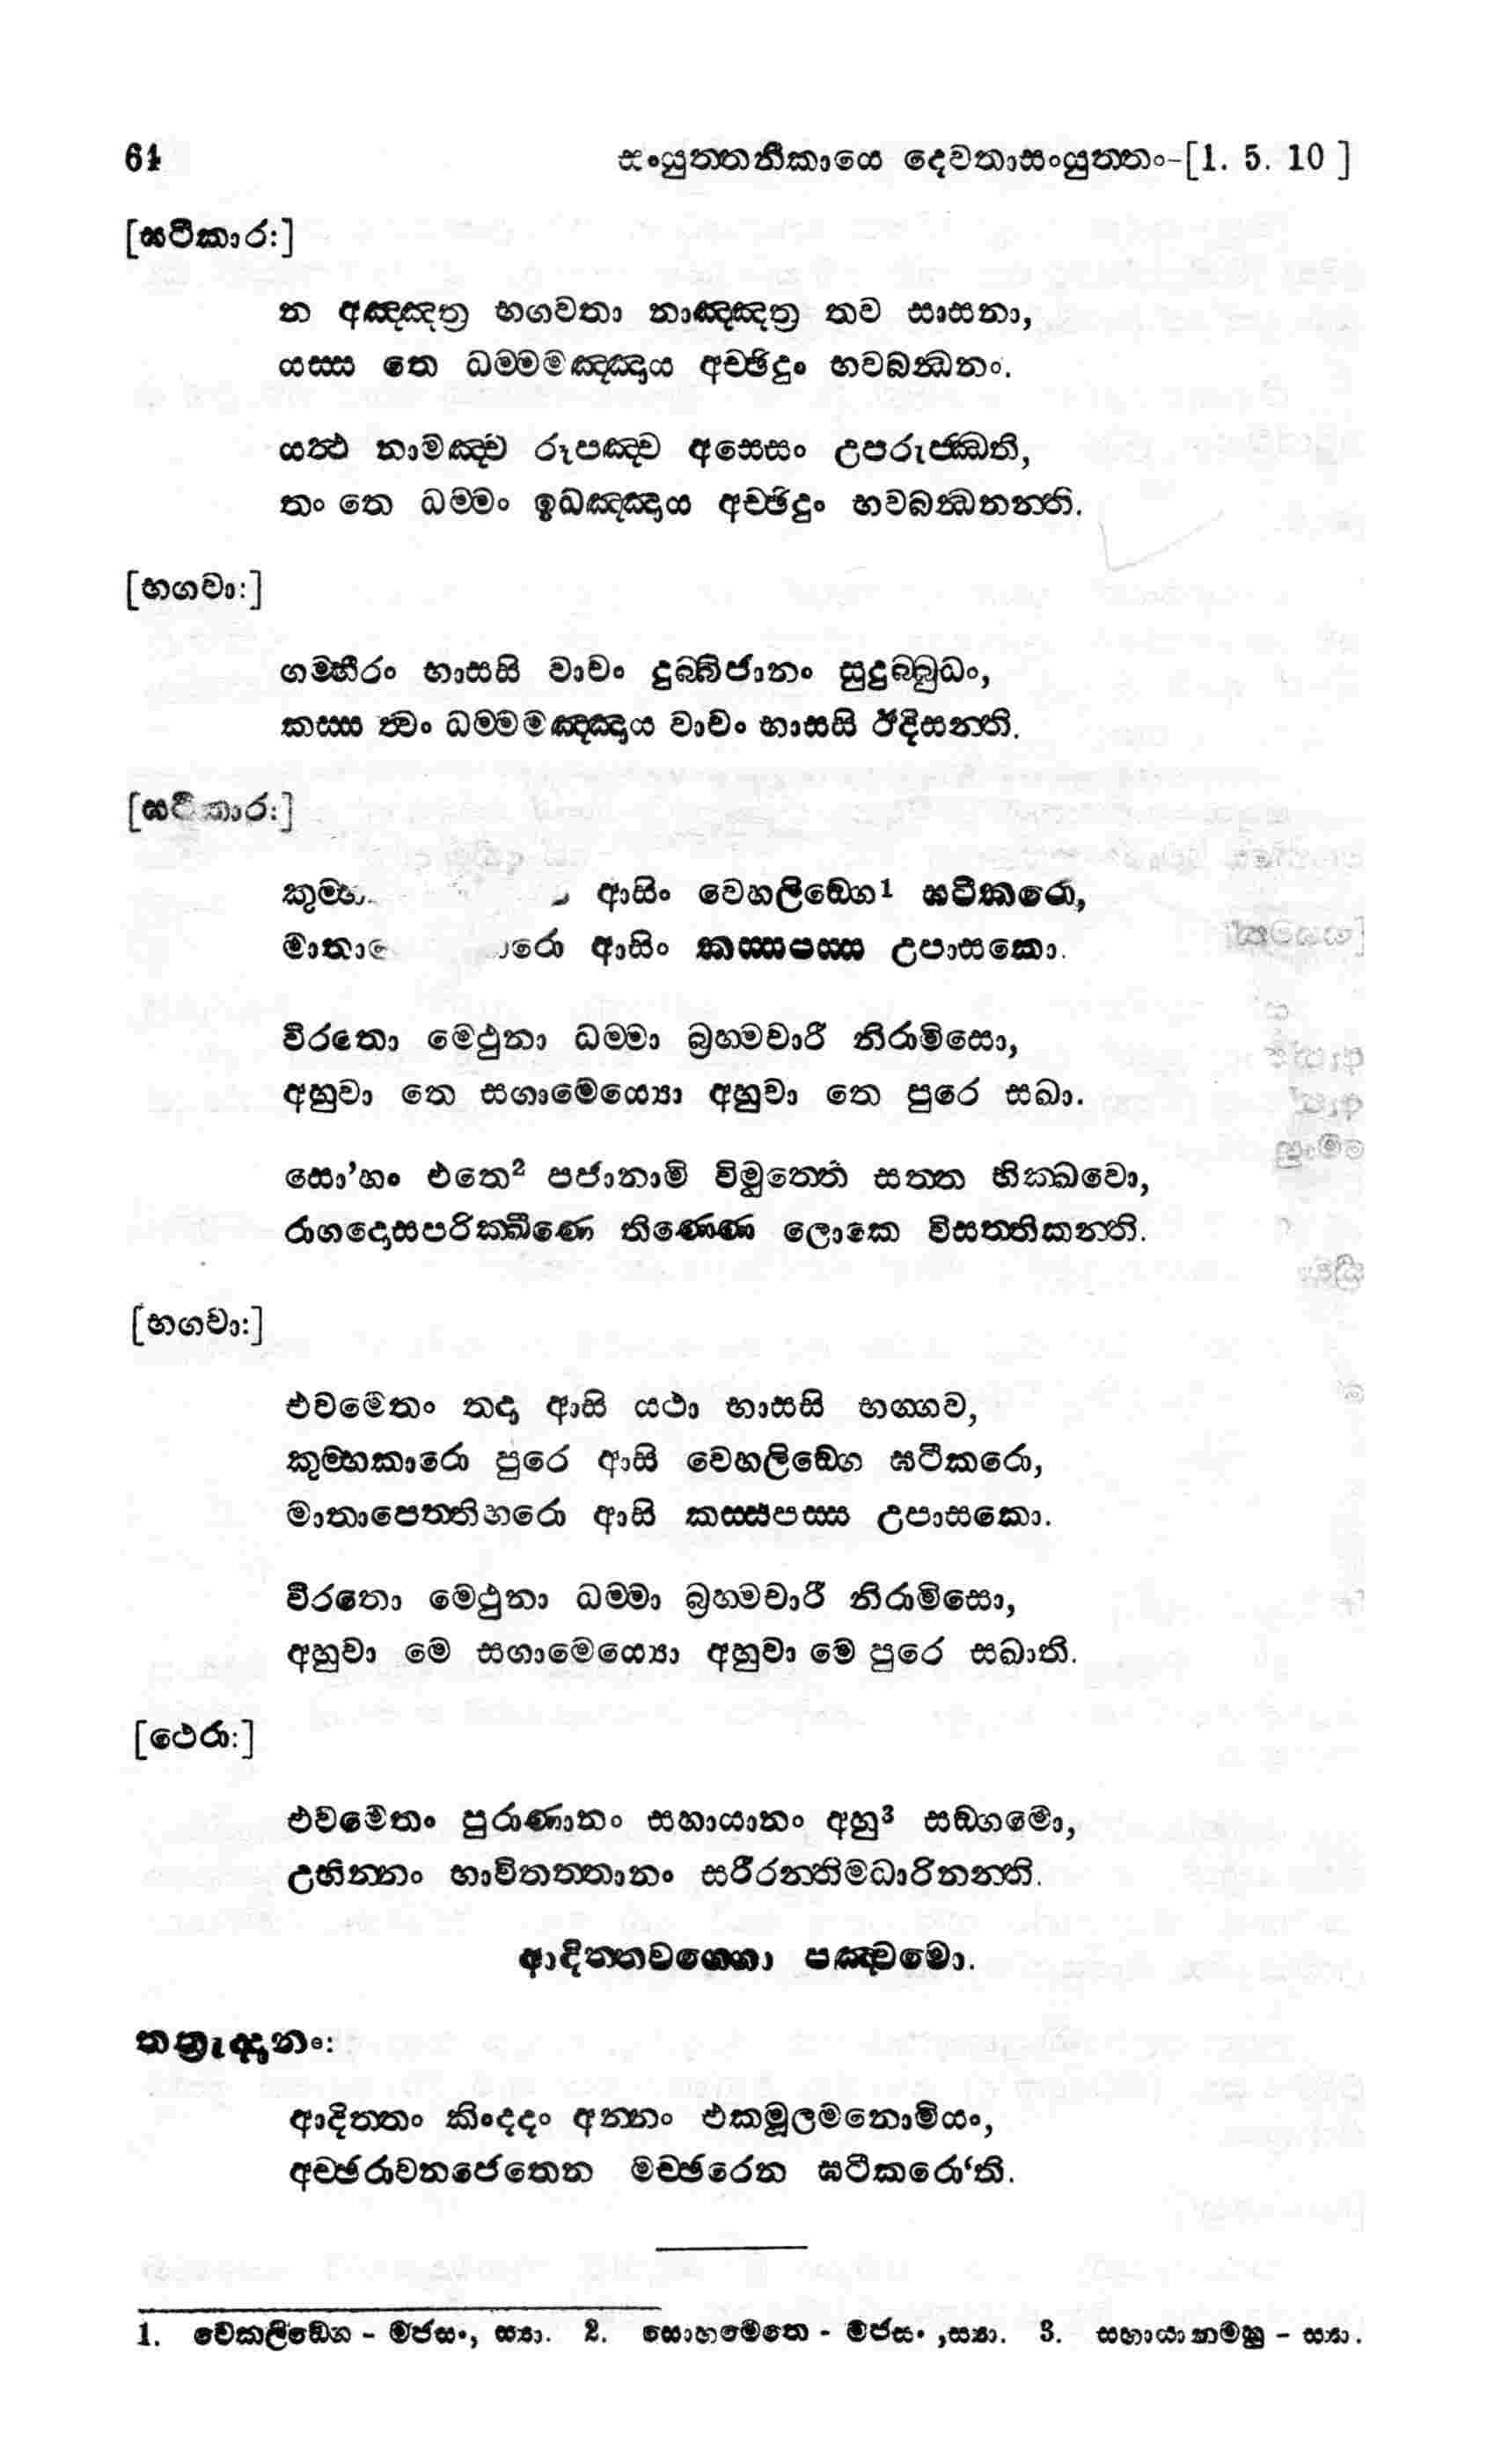 64 සංයුත්තනිකායෙ දෙවතාසංයුත්තං-[1. 5. 10 ]
[ඝටීකාර:]
න අඤ්ඤත්‍ර භගවතා නාඤ්ඤත්‍ර තව සාසනා,
යස්ස තෙ ධම්මමඤ්ඤාය අච්ඡිදුං භවබන්ධනං.
යත්ථ නාමඤ්ච රූපඤ්ච අසෙසං උපරුජ්ඣති,
තං තෙ ධම්මං ඉධඤ්ඤාය අච්ඡිදුං භවබන්ධනන්ති.
[භගවා:]
ගම්භීරං භාසසි වාචං දුබ්බිජානං සුදුබ්බුධං,
කස්ස ත්වං ධම්මමඤ්ඤාය වාචං භාසසි ඊදිසන්ති.
[ඝටීකාර:]
ආසිං වෙහලිඞ්ගෙ1 ඝටීකරො,
ආසිං කස්සපස්ස උපාසකො.
විරතො මෙථුනා ධම්මා බ්‍රහ්මචාරී නිරාමිසො,
අහුවා තෙ සගාමෙය්‍යො අහුවා තෙ පුරෙ සඛා.
සො'හං එතෙ2 පජානාමි විමුත්තෙ සත්ත භික්ඛවො,
රාගදොසපරික්ඛීණෙ තිණ්ණෙ ලොකෙ විසත්තිකන්ති.
[භගවා:]
එවමෙතං තදා ආසි යථා භාසසි භග්ගව,
කුම්භකාරො පුරෙ ආසි වෙහලිඞ්ගෙ ඝටීකරො,
මාතාපෙත්තිභරො ආසි කස්සපස්ස උපාසකො.
විරතො මෙථුනා ධම්මා බ්‍රහ්මචාරී නිරාමිසො,
අහුවා මෙ සගාමෙය්‍යො අහුවා මෙ පුරෙ සඛාති.
[ථෙරා:]
එවමෙතං පුරාණානං සහායානං අහු3 සඞ්ගමො,
උභින්නං භාවිතත්තානං සරීරන්තිමධාරිනන්ති.
ආදිත්තවග්ගො පඤ්චමො.
තත්‍රුද්දානං:
ආදිත්තං කිංදදං අන්නං එකමූලමනොමියං,
අච්ඡරාවනජෙතෙන මච්ඡරෙන ඝටීකරො'ති.
1. වෙකලිඞ්ගෙ - මජසං, ස්‍යා. 2. සොහමෙතෙ - මජසං ,ස්‍යා. 3. සහායානමහු - ස්‍යා.